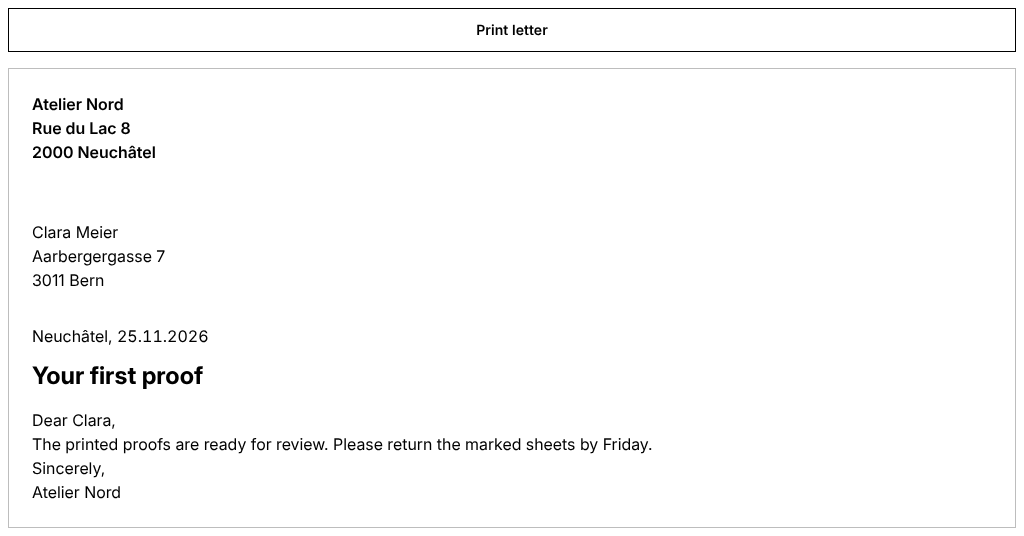 Print letter
Atelier Nord
Rue du Lac 8
2000 Neuchâtel
Clara Meier
Aarbergergasse 7
3011 Bern
Neuchâtel, 25.11.2026
Your first proof
Dear Clara,
The printed proofs are ready for review. Please return the marked sheets by Friday.
Sincerely,
Atelier Nord